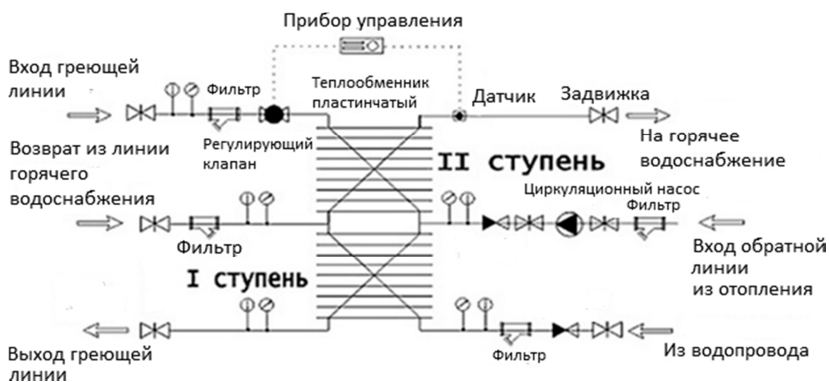 Прибор управления
Вход греющей
линии
Фильтр
Теплообменник
пластинчатый
Датчик
Задвижка
Регулирующий
клапан
На горячее
водоснабжение
Возврат из линии
горячего
водоснабжения
II ступень
Циркуляционный насос
Фильтр
Фильтр
Вход обратной
линии
из отопления
I ступень
Выход греющей
линии
Фильтр
Из водопровода